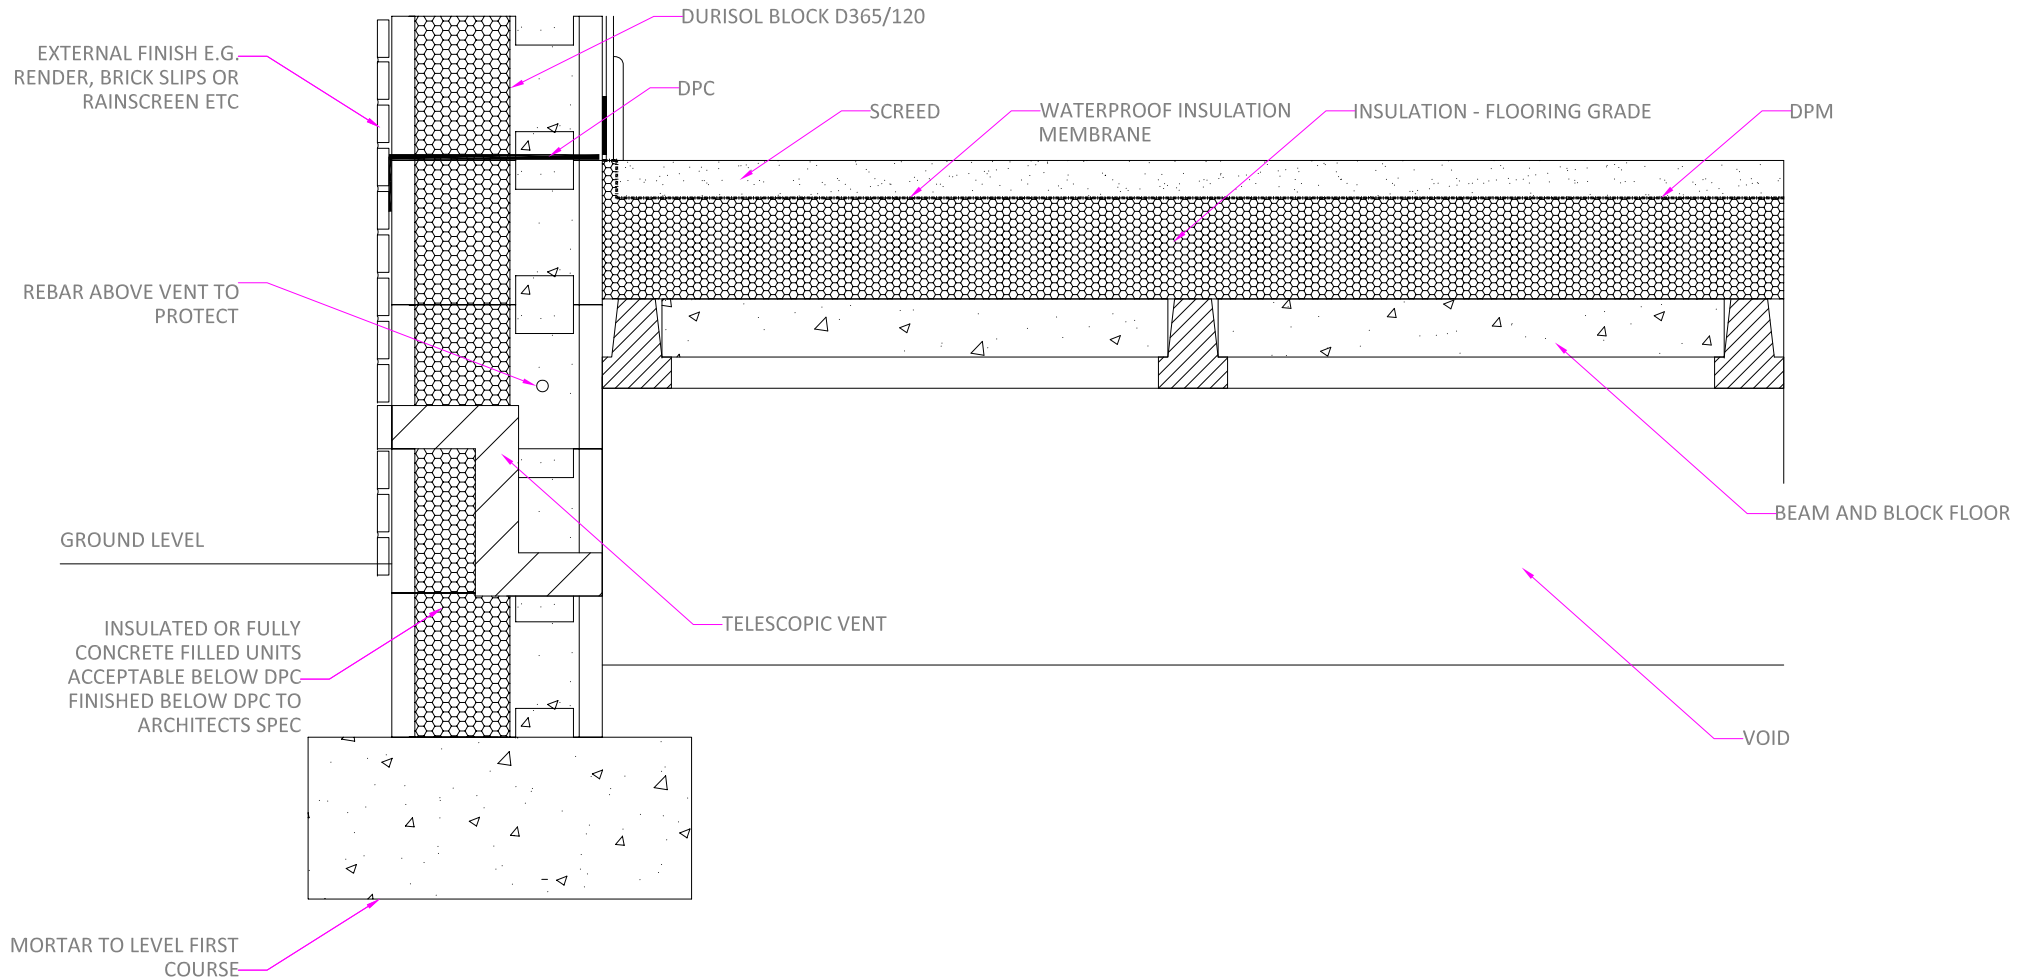 DURISOL BLOCK D365/120
EXTERNAL FINISH E.G.
RENDER, BRICK SLIPS OR
RAINSCREEN ETC
DPC
SCREED
WATERPROOF INSULATION
MEMBRANE
INSULATION - FLOORING GRADE
DPM
REBAR ABOVE VENT TO
PROTECT
BEAM AND BLOCK FLOOR
GROUND LEVEL
TELESCOPIC VENT
INSULATED OR FULLY
CONCRETE FILLED UNITS
ACCEPTABLE BELOW DPC
FINISHED BELOW DPC TO
ARCHITECTS SPEC
VOID
MORTAR TO LEVEL FIRST
COURSE